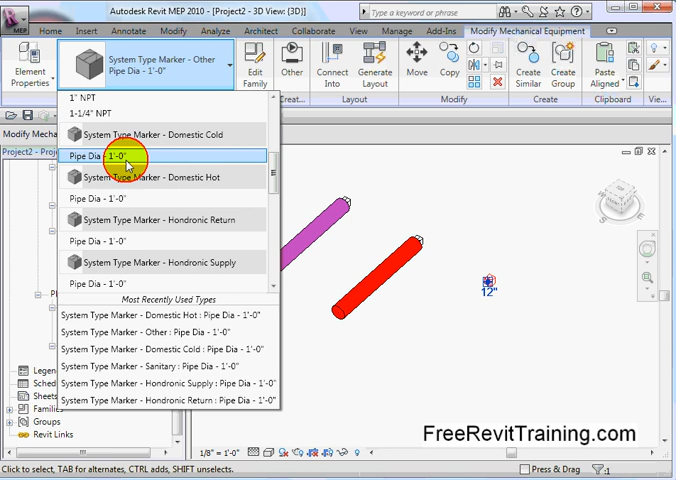 Autodesk Revit MEP 2010 - [Project2 - 3D View: {3D}]
Type a keyword or phrase
MEP
Home
Insert
Annotate
Modify
Analyze
Architect
Collaborate
View
Manage
Add-Ins
Modify Mechanical Equipment
Element
Properties
System Type Marker - Other
Pipe Dia - 1'-0"
Edit
Family
Other
Connect
Into
Generate
Layout
Move
Copy
Create
Similar
Create
Group
Paste
Aligned
View
Creat...
Layout
Modify
Create
Clipboard
Modify Mechan
Project2 - Project b
1" NPT
1-1/4" NPT
System Type Marker - Domestic Cold
Pipe Dia - 1'-0"
System Type Marker - Domestic Hot
Pipe Dia - 1'-0"
System Type Marker - Hondronic Return
Pipe Dia - 1'-0"
System Type Marker - Hondronic Supply
Pipe Dia - 1'-0"
Most Recently Used Types
System Type Marker - Domestic Hot : Pipe Dia - 1'-0"
System Type Marker - Other : Pipe Dia - 1'-0"
System Type Marker - Domestic Cold : Pipe Dia - 1'-0"
System Type Marker - Sanitary : Pipe Dia - 1'-0"
System Type Marker - Hondronic Supply : Pipe Dia - 1'-0"
System Type Marker - Hondronic Return : Pipe Dia - 1'-0"
12"
Legen
Sched
Sheets
Families
Groups
Revit Links
FreeRevitTraining.com
1/8" = 1'-0"
Click to select, TAB for alternates, CTRL adds, SHIFT unselects.
Press & Drag
:1